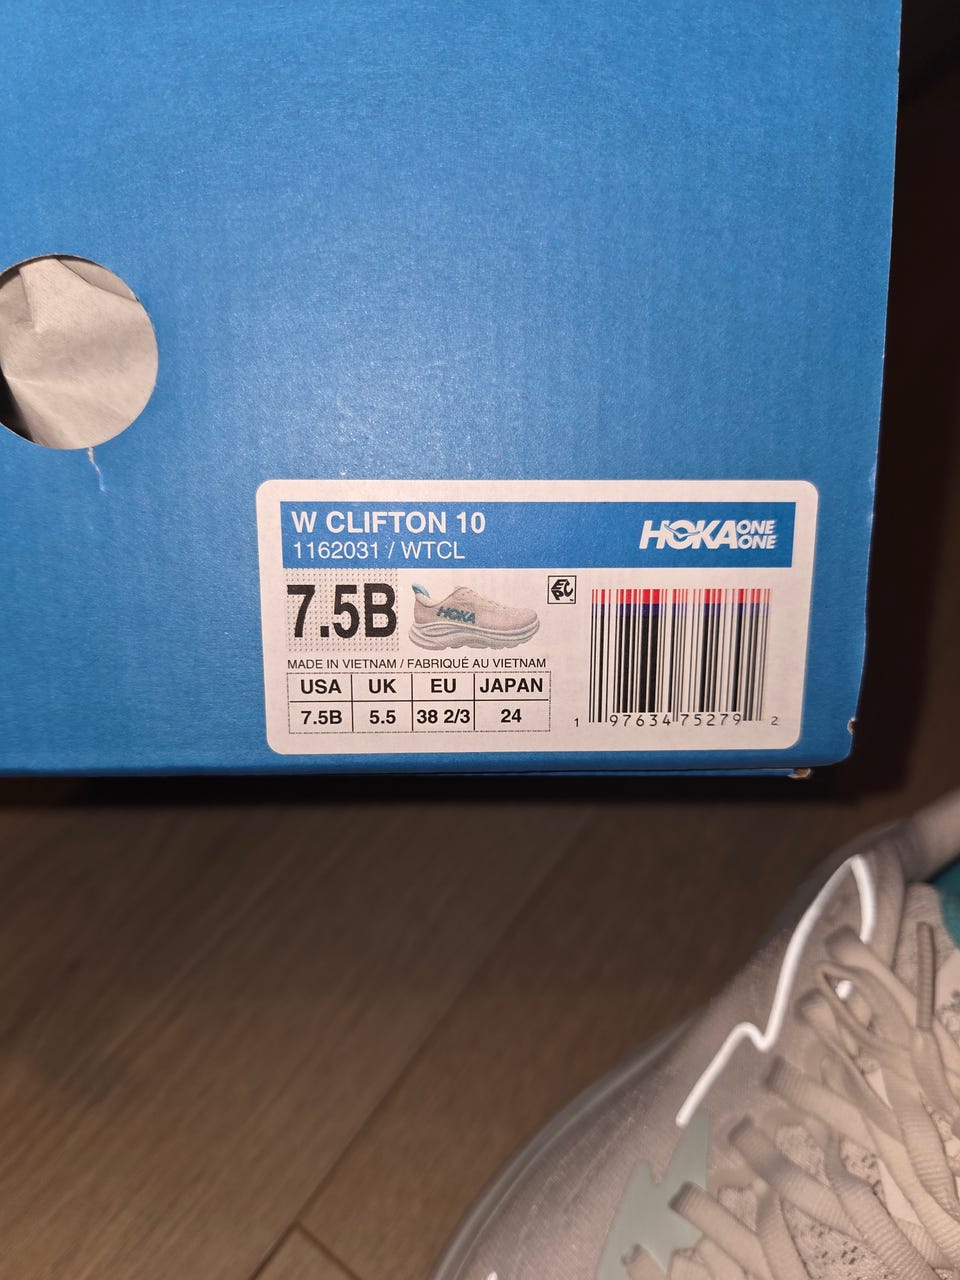 W CLIFTON 10
1162031 / WTCL
HOKA ONE ONE
7.5B
HOKA
EPC
MADE IN VIETNAM / FABRIQUÉ AU VIETNAM
USA UK EU JAPAN
7.5B 5.5 38 2/3 24
1 97634 75279 2